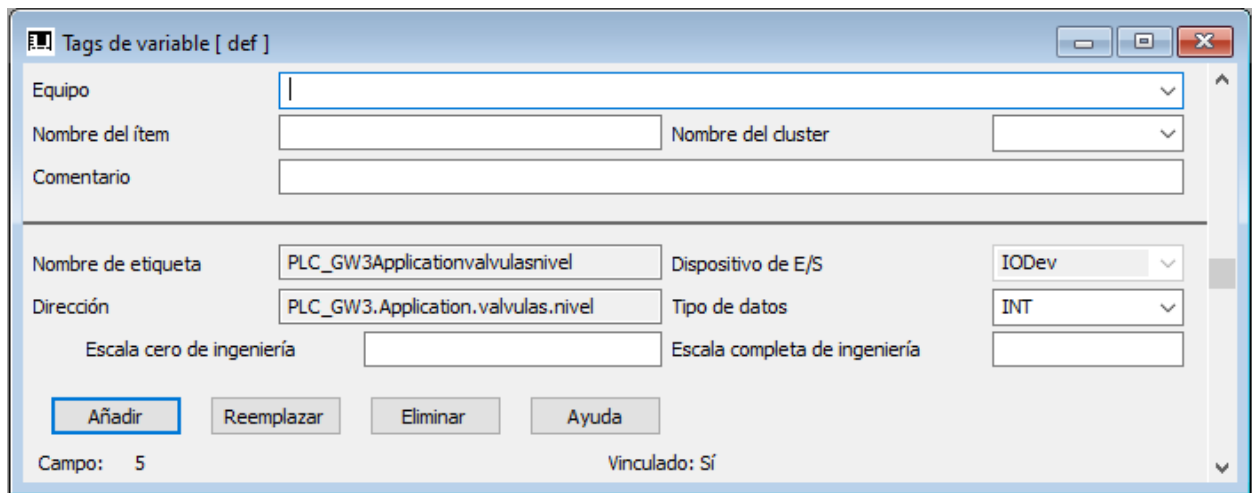 Tags de variable [ def ]
Equipo
Nombre del ítem Nombre del cluster
Comentario
Nombre de etiqueta PLC_GW3Applicationvalvulasnivel Dispositivo de E/S IODev
Dirección PLC_GW3.Application.valvulas.nivel Tipo de datos INT
Escala cero de ingeniería Escala completa de ingeniería
Añadir Reemplazar Eliminar Ayuda
Campo: 5 Vinculado: Sí